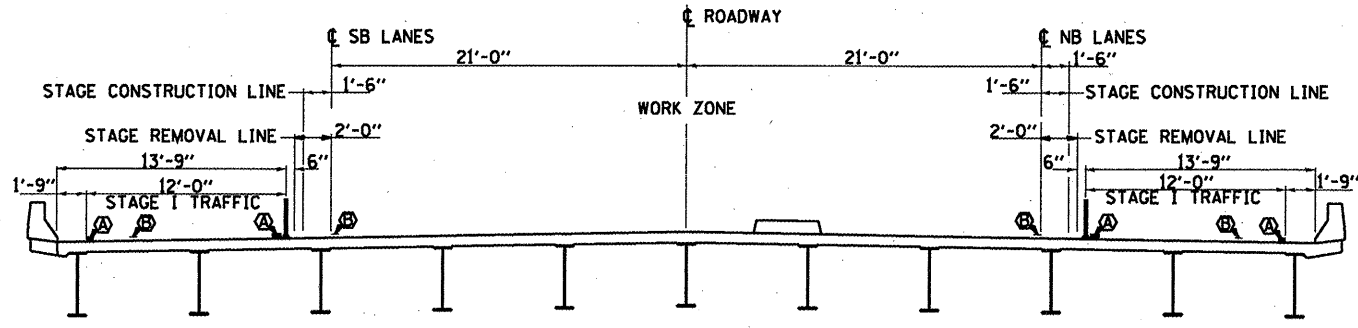 ℄ ROADWAY
℄ SB LANES
℄ NB LANES
21'-0" 21'-0"
1'-6"
1'-6"
STAGE CONSTRUCTION LINE
1'-6"
STAGE CONSTRUCTION LINE
WORK ZONE
STAGE REMOVAL LINE
2'-0"
2'-0"
STAGE REMOVAL LINE
13'-9"
6"
6"
13'-9"
1'-9"
12'-0"
12'-0"
1'-9"
STAGE I TRAFFIC
STAGE I TRAFFIC
A B A B B A B A